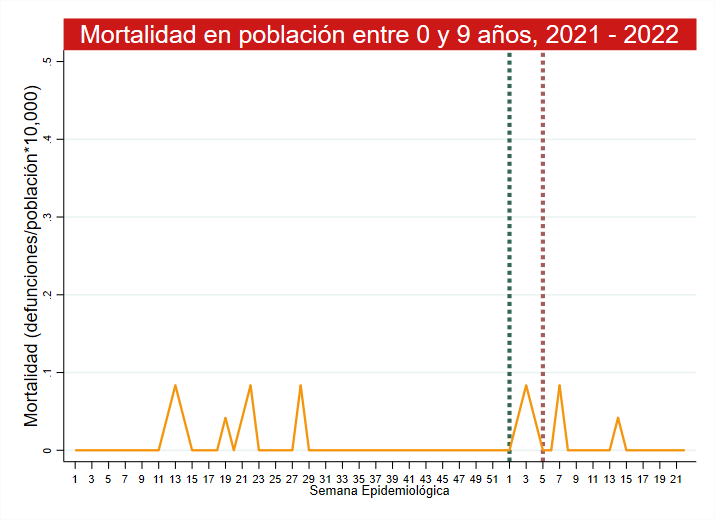 Mortalidad en población entre 0 y 9 años, 2021 - 2022
Mortalidad (defunciones/población*10,000)
.5
.4
.3
.2
.1
0
1 3 5 7 9 11 13 15 17 19 21 23 25 27 29 31 33 35 37 39 41 43 45 47 49 51 1 3 5 7 9 11 13 15 17 19 21
Semana Epidemiológica